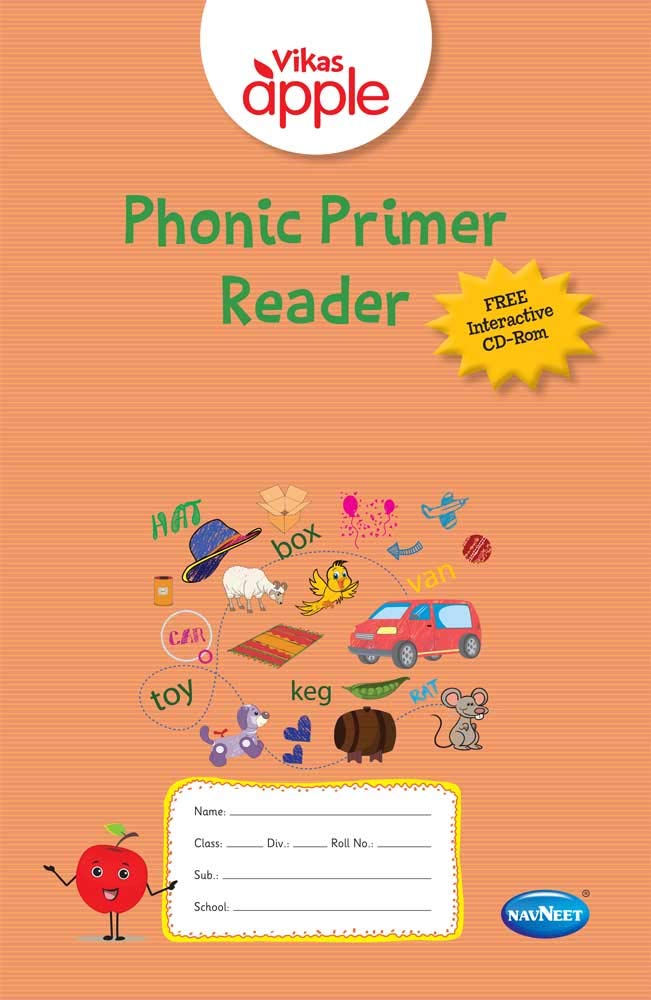 Vikas
apple
Phonic Primer
Reader
FREE
Interactive
CD-Rom
HAT
box
van
CAR
toy
keg
RAT
Name:
Class: Div.: Roll No.:
Sub.:
School:
NAVNEET ®